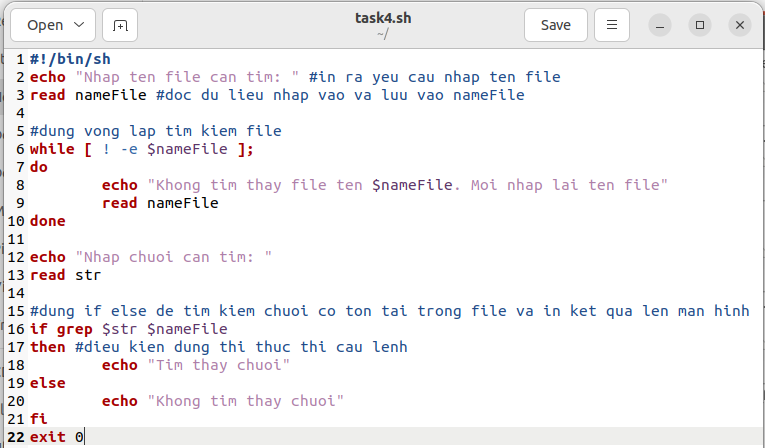 Open
task4.sh
~/
Save
1 #!/bin/sh
2 echo "Nhap ten file can tim: " #in ra yeu cau nhap ten file
3 read nameFile #doc du lieu nhap vao va luu vao nameFile
4
5 #dung vong lap tim kiem file
6 while [ ! -e $nameFile ];
7 do
8 echo "Khong tim thay file ten $nameFile. Moi nhap lai ten file"
9 read nameFile
10 done
11
12 echo "Nhap chuoi can tim: "
13 read str
14
15 #dung if else de tim kiem chuoi co ton tai trong file va in ket qua len man hinh
16 if grep $str $nameFile
17 then #dieu kien dung thi thuc thi cau lenh
18 echo "Tim thay chuoi"
19 else
20 echo "Khong tim thay chuoi"
21 fi
22 exit 0